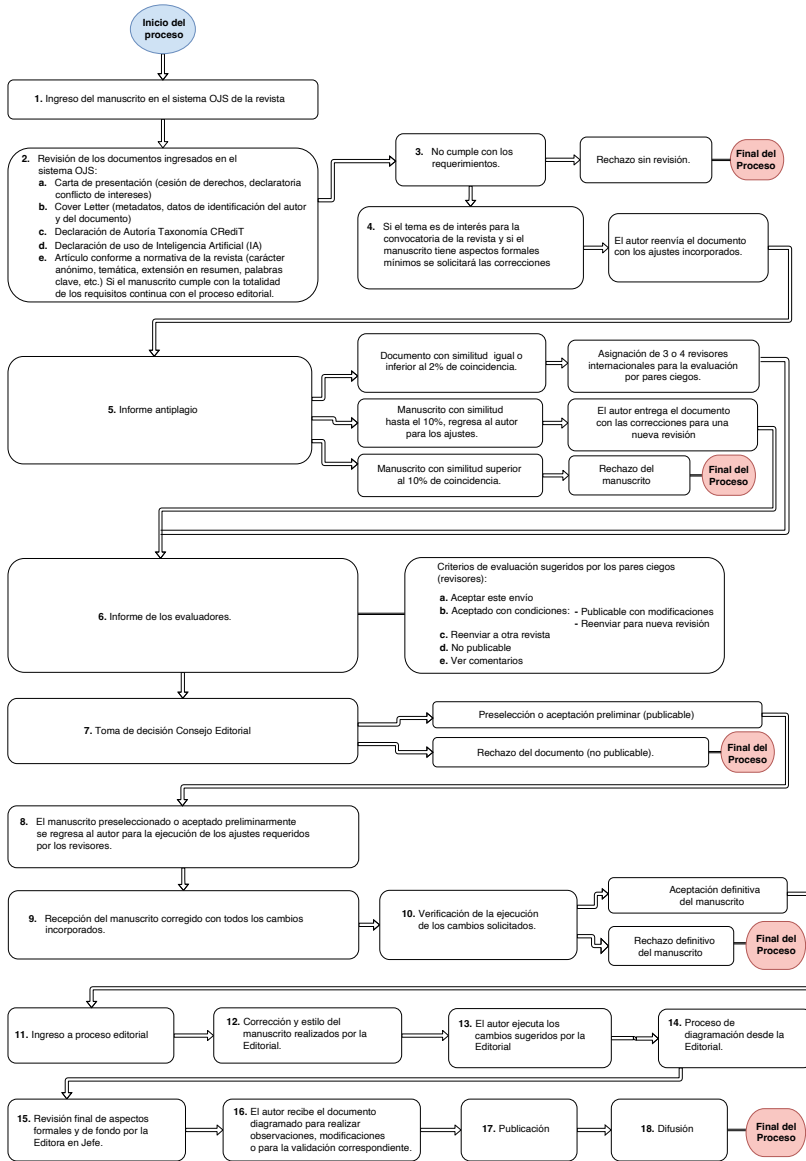 Inicio del
proceso
1. Ingreso del manuscrito en el sistema OJS de la revista
2. Revisión de los documentos ingresados en el
sistema OJS:
a. Carta de presentación (cesión de derechos, declaratoria
conflicto de intereses)
b. Cover Letter (metadatos, datos de identificación del autor
y del documento)
c. Declaración de Autoría Taxonomía CRediT
d. Declaración de uso de Inteligencia Artificial (IA)
e. Artículo conforme a normativa de la revista (carácter
anónimo, temática, extensión en resumen, palabras
clave, etc.) Si el manuscrito cumple con la totalidad
de los requisitos continua con el proceso editorial.
3. No cumple con los
requerimientos.
Rechazo sin revisión.
Final del
Proceso
4. Si el tema es de interés para la
convocatoria de la revista y si el
manuscrito tiene aspectos formales
mínimos se solicitará las correcciones
El autor reenvía el documento
con los ajustes incorporados.
5. Informe antiplagio
Documento con similitud igual o
inferior al 2% de coincidencia.
Asignación de 3 o 4 revisores
internacionales para la evaluación
por pares ciegos.
Manuscrito con similitud
hasta el 10%, regresa al autor
para los ajustes.
El autor entrega el documento
con las correcciones para una
nueva revisión
Manuscrito con similitud superior
al 10% de coincidencia.
Rechazo del
manuscrito
Final del
Proceso
6. Informe de los evaluadores.
Criterios de evaluación sugeridos por los pares ciegos
(revisores):
a. Aceptar este envío
b. Aceptado con condiciones: - Publicable con modificaciones
- Reenviar para nueva revisión
c. Reenviar a otra revista
d. No publicable
e. Ver comentarios
7. Toma de decisión Consejo Editorial
Preselección o aceptación preliminar (publicable)
Rechazo del documento (no publicable).
Final del
Proceso
8. El manuscrito preseleccionado o aceptado preliminarmente
se regresa al autor para la ejecución de los ajustes requeridos
por los revisores.
9. Recepción del manuscrito corregido con todos los cambios
incorporados.
10. Verificación de la ejecución
de los cambios solicitados.
Aceptación definitiva
del manuscrito
Rechazo definitivo
del manuscrito
Final del
Proceso
11. Ingreso a proceso editorial
12. Corrección y estilo del
manuscrito realizados por la
Editorial.
13. El autor ejecuta los
cambios sugeridos por la
Editorial
14. Proceso de
diagramación desde la
Editorial.
15. Revisión final de aspectos
formales y de fondo por la
Editora en Jefe.
16. El autor recibe el documento
diagramado para realizar
observaciones, modificaciones
o para la validación correspondiente.
17. Publicación
18. Difusión
Final del
Proceso